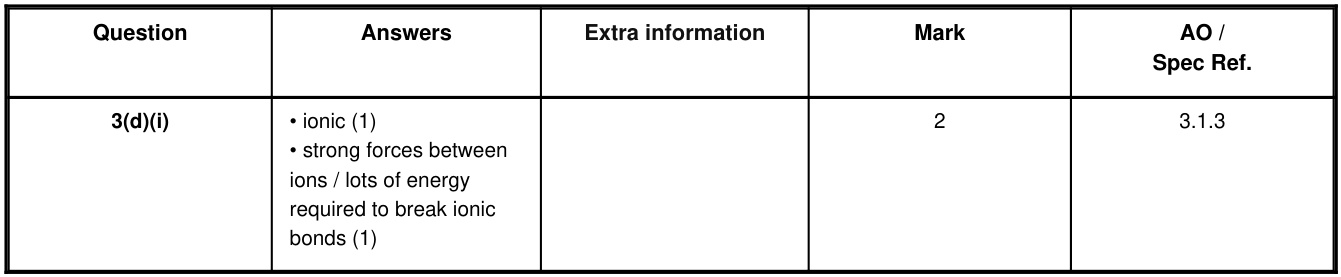 Question Answers Extra information Mark AO /
Spec Ref.
3(d)(i) • ionic (1) 2 3.1.3
• strong forces between
ions / lots of energy
required to break ionic
bonds (1)